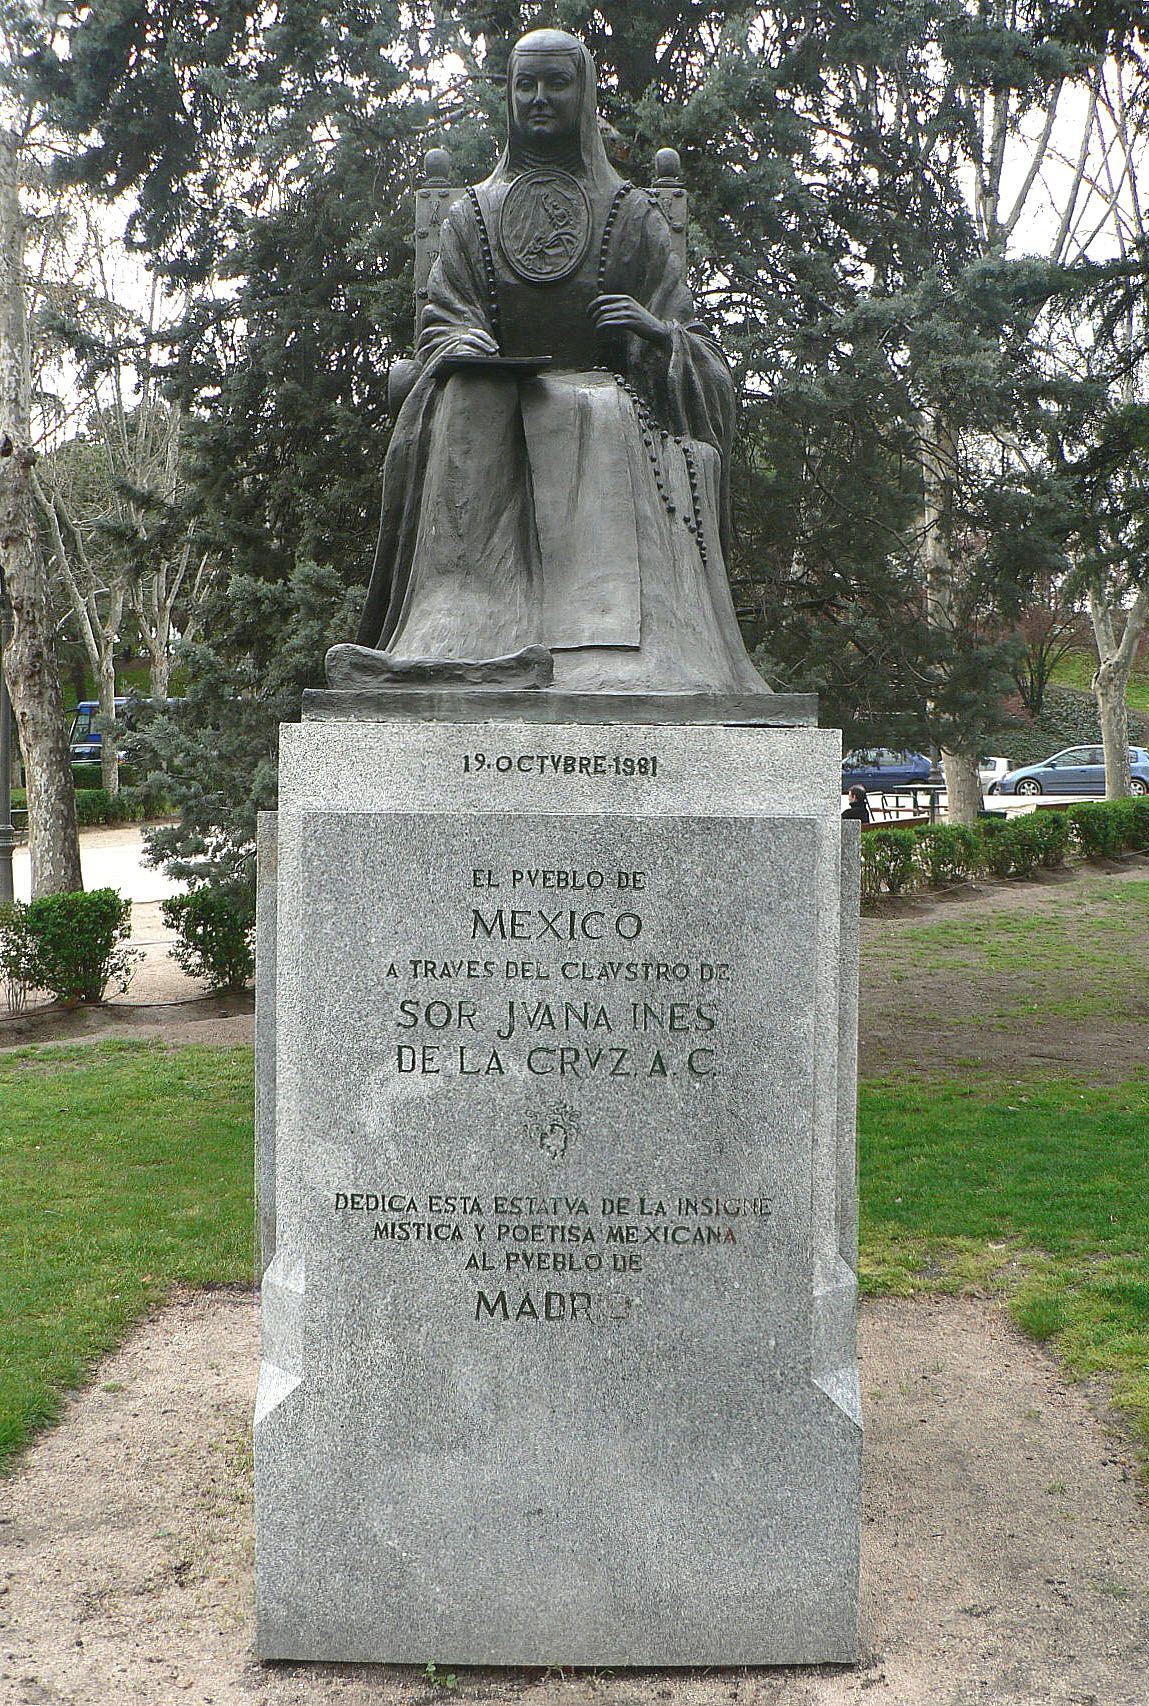 19.OCTVBRE.1981
EL PVEBLO DE
MEXICO
A TRAVES DEL CLAVSTRO DE
SOR JVANA INES
DE LA CRVZ.A.C.
DEDICA ESTA ESTATVA DE LA INSIGNE
MISTICA Y POETISA MEXICANA
AL PVEBLO DE
MADRID